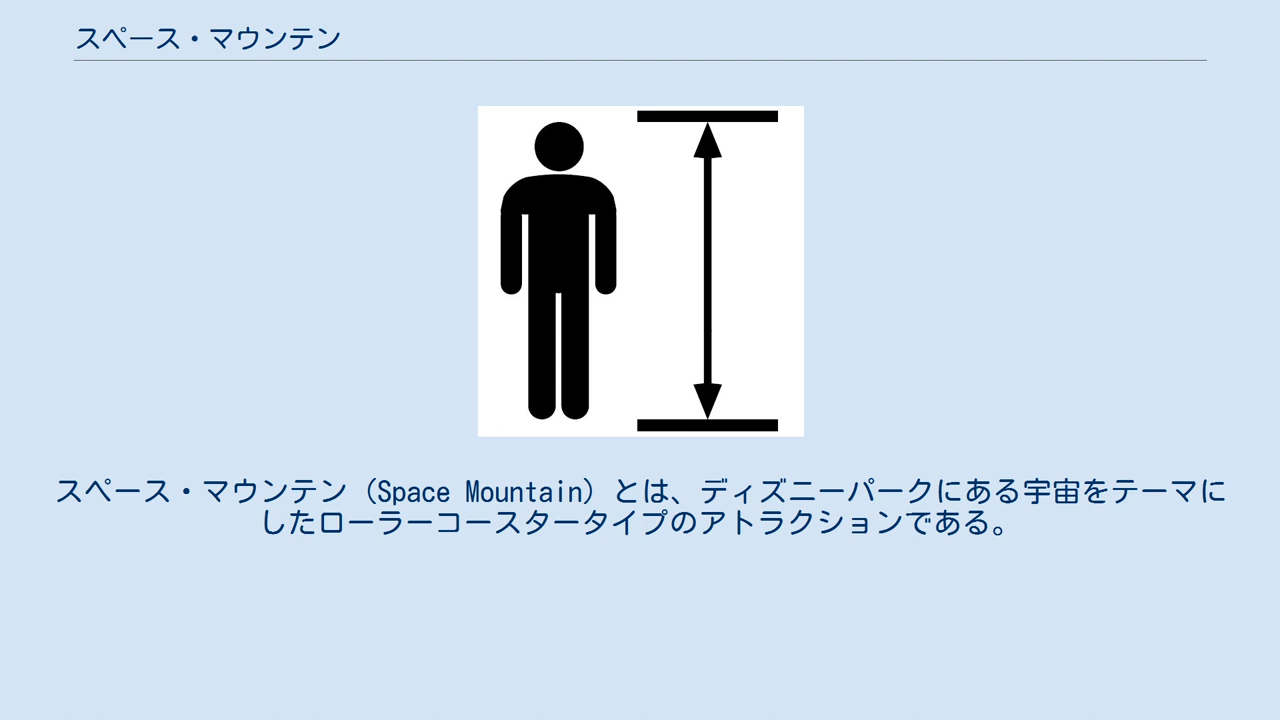 スペース・マウンテン
スペース・マウンテン（Space Mountain）とは、ディズニーパークにある宇宙をテーマに
したローラーコースタータイプのアトラクションである。